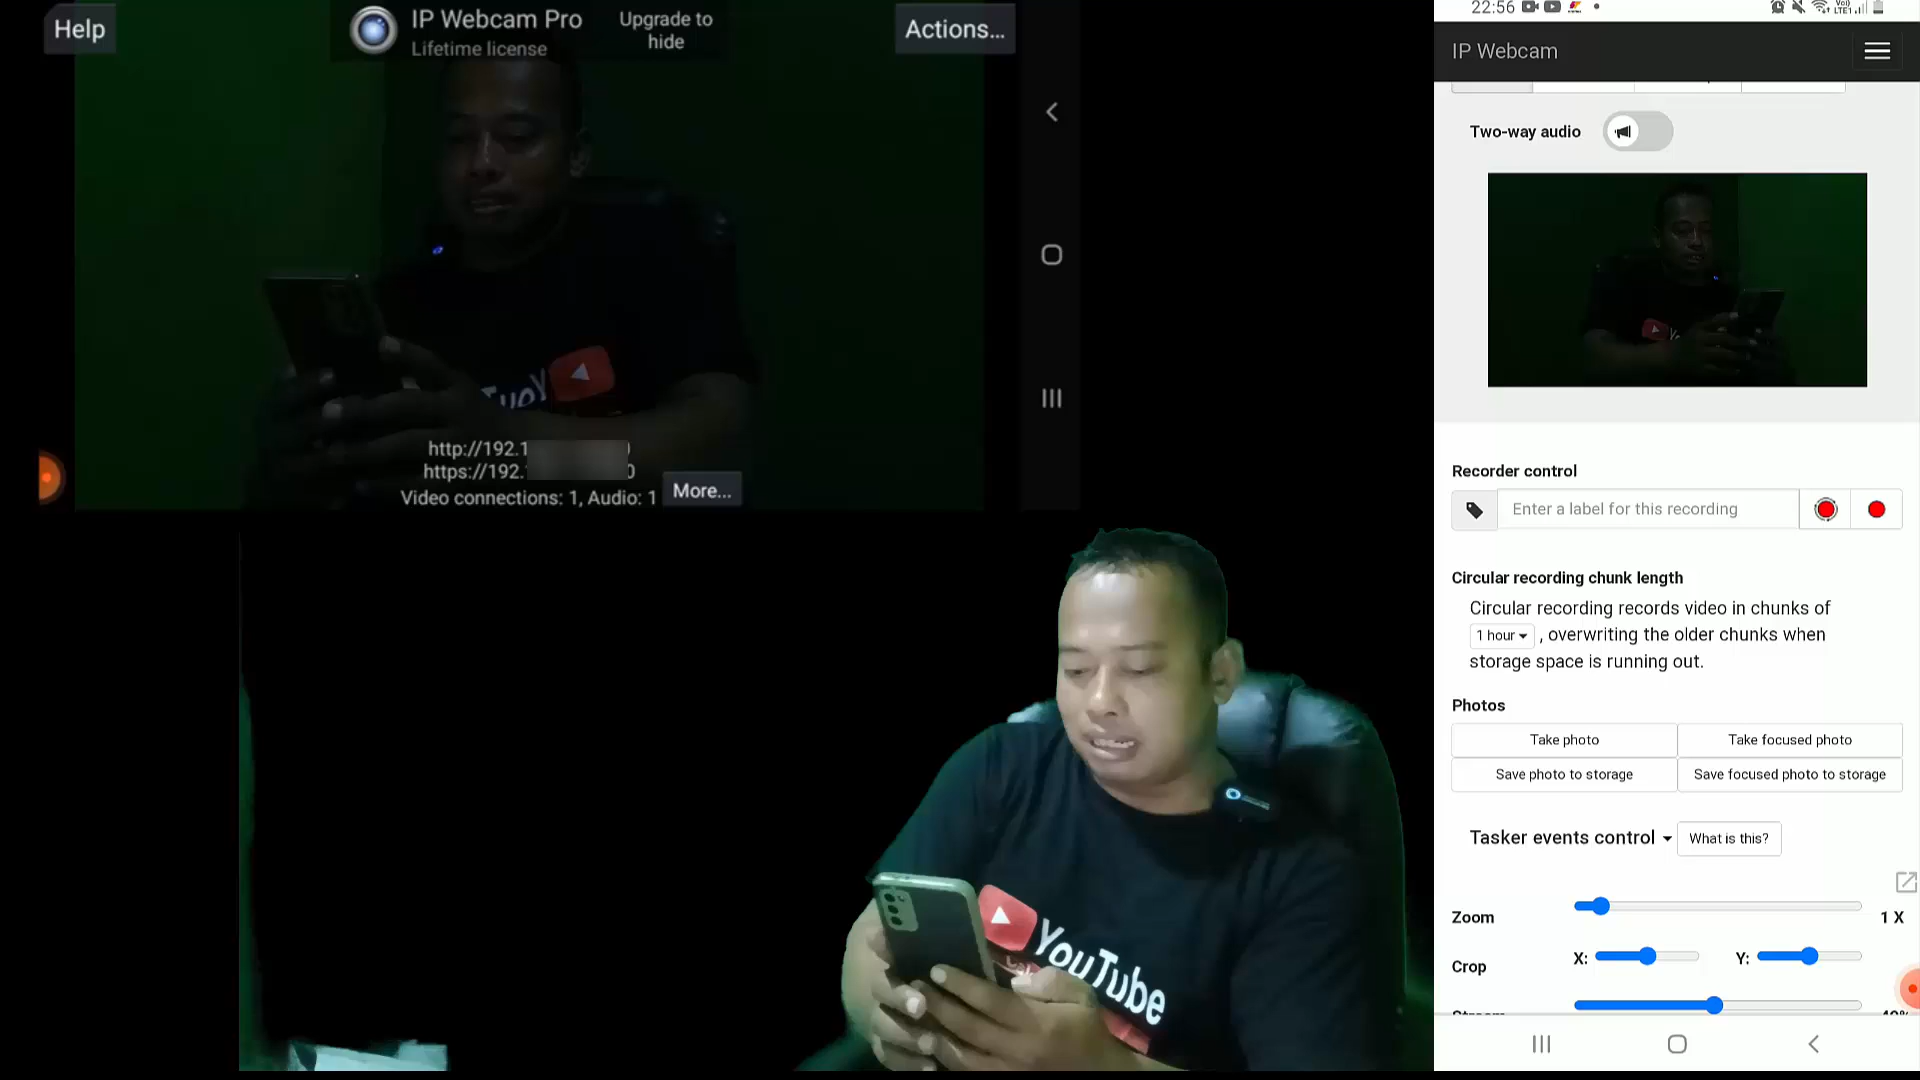 Help
IP Webcam Pro
Lifetime license
Upgrade to
hide
Actions...
http://192.1
https://192.
0
Video connections: 1, Audio: 1
More...
YouTube
22:56
IP Webcam
Two-way audio
Recorder control
Enter a label for this recording
Circular recording chunk length
Circular recording records video in chunks of
1 hour , overwriting the older chunks when
storage space is running out.
Photos
Take photo
Take focused photo
Save photo to storage
Save focused photo to storage
Tasker events control
What is this?
Zoom
1 X
Crop
X:
Y: